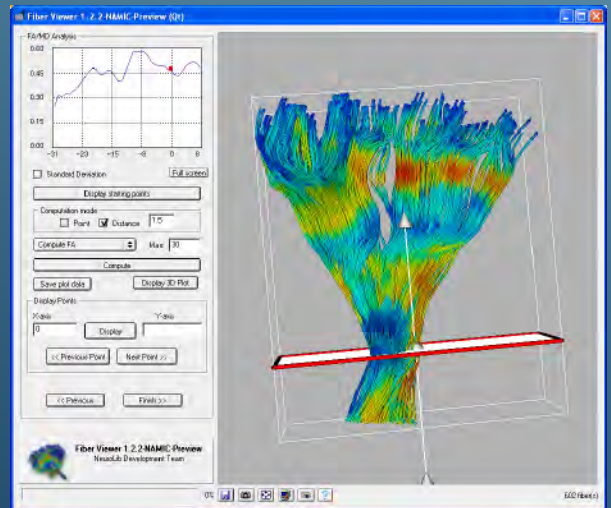 Fiber Viewer 1.2.2-NAMIC-Preview (Qt)
FA/MD Analysis
0.60
0.45
0.30
0.15
0.00
-31 -23 -15 -8 0 8
Standard Deviation Full screen
Display starting points
Computation mode
Point Distance 1.5
Compute FA Max 30
Compute
Save plot data Display 3D Plot
Display Points
X-axis Y-axis
0 Display
<< Previous Point Next Point >>
<< Previous Finish >>
Fiber Viewer 1.2.2-NAMIC-Preview
NeuroLib Development Team
0% 602 fiber(s)